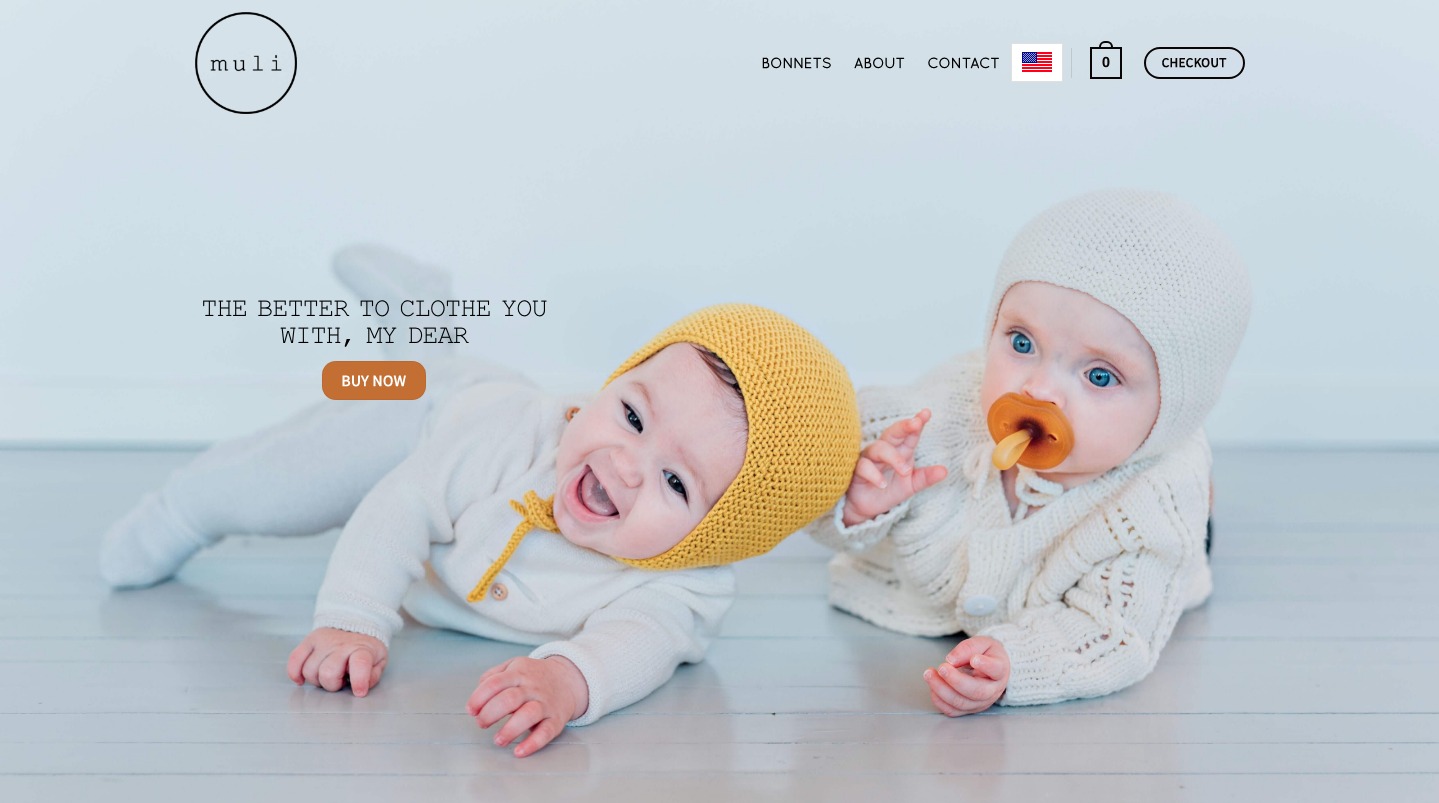 muli
BONNETS ABOUT CONTACT 0 CHECKOUT
THE BETTER TO CLOTHE YOU
WITH, MY DEAR
BUY NOW